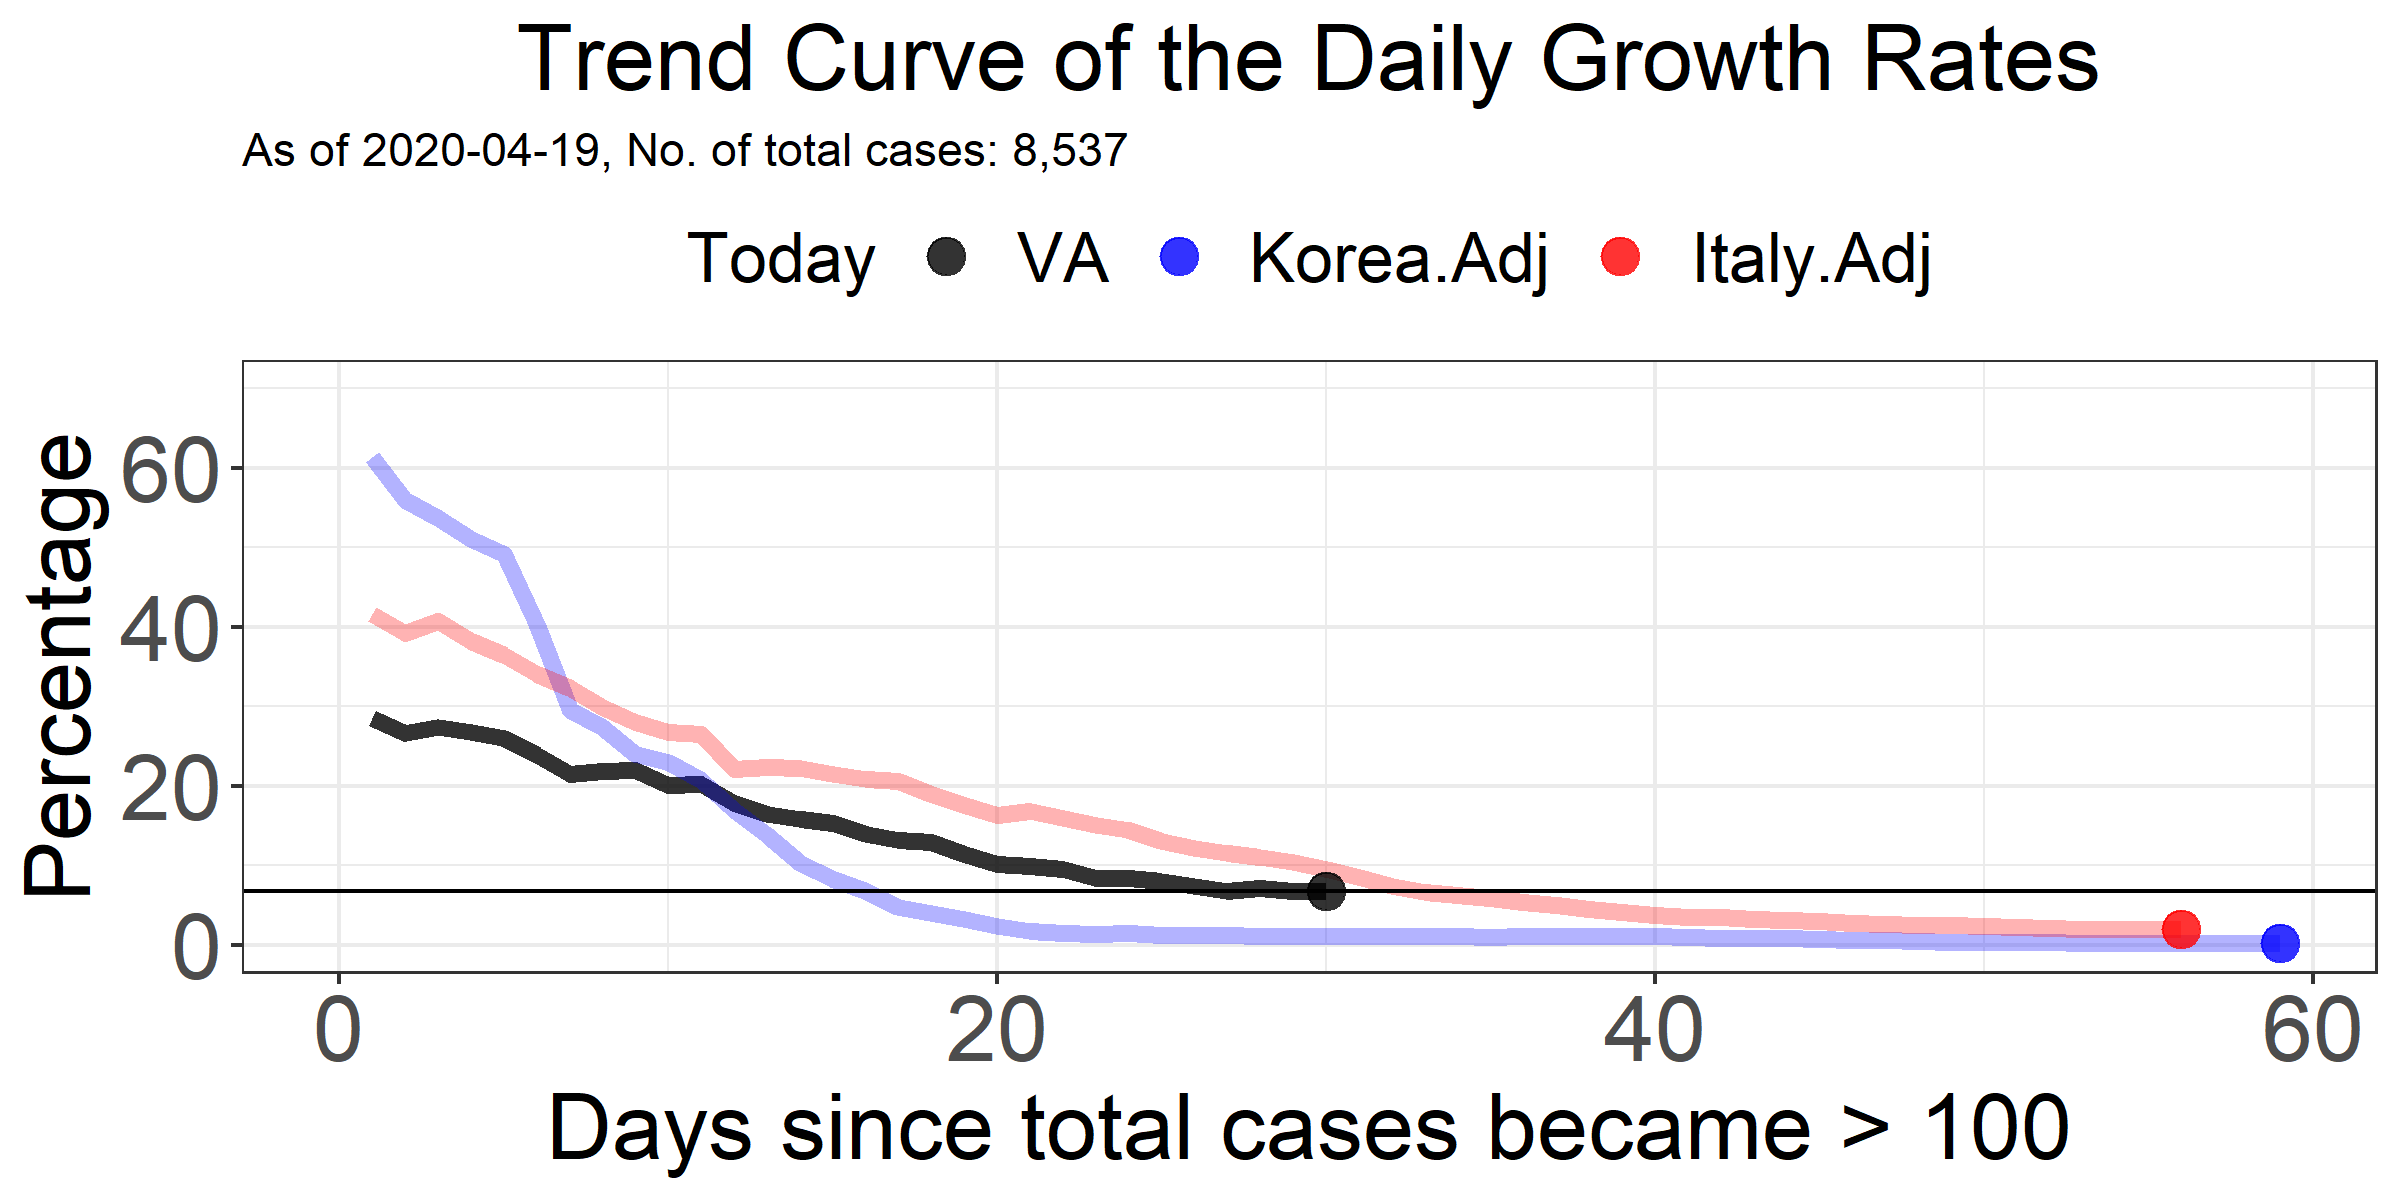 Trend Curve of the Daily Growth Rates
As of 2020-04-19, No. of total cases: 8,537
Today VA Korea.Adj Italy.Adj
Percentage
60
40
20
0
0 20 40 60
Days since total cases became > 100